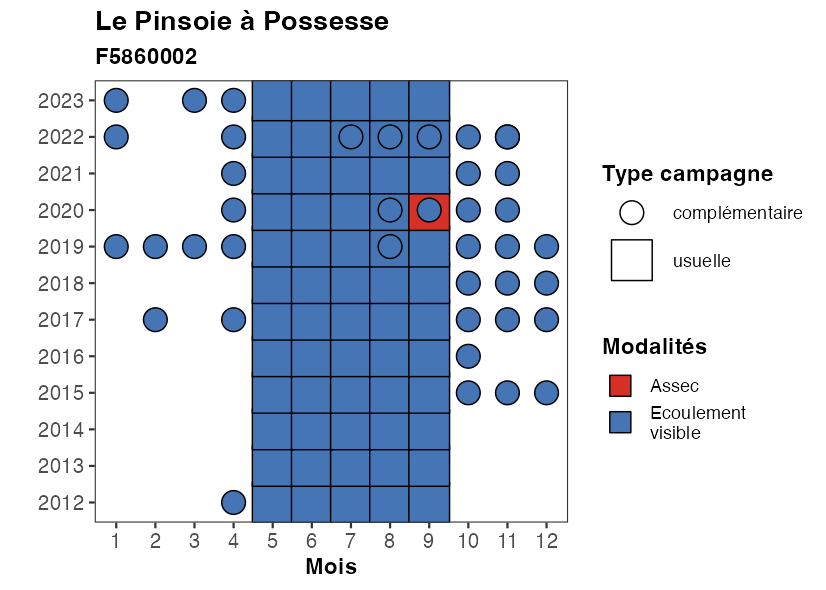 Le Pinsoie à Possesse
F5860002
2023
2022
2021
2020
2019
2018
2017
2016
2015
2014
2013
2012
1 2 3 4 5 6 7 8 9 10 11 12
Mois
Type campagne
complémentaire
usuelle
Modalités
Assec
Ecoulement
visible